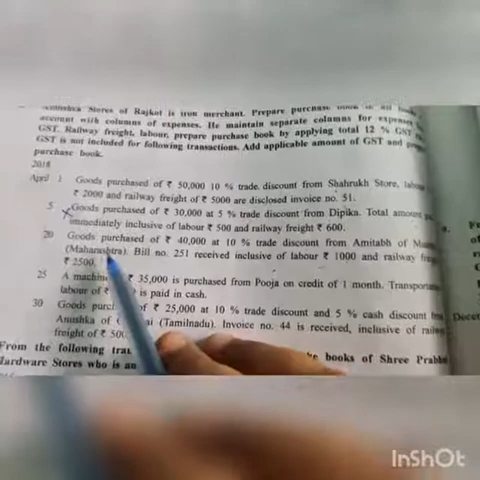 Stores of Rajkot is iron merchant. Prepare purchase book in
account with columns of expenses. He maintain separate columns for expenses
GST. Railway freight, labour, prepare purchase book by applying total 12 % GST
GST is not included for following transactions. Add applicable amount of GST and
purchase book.
2018
April 1 Goods purchased of ₹ 50,000 10 % trade discount from Shahrukh Store,
₹ 2000 and railway freight of ₹ 5000 are disclosed invoice no. 51.
5 Goods purchased of ₹ 30,000 at 5 % trade discount from Dipika. Total amount
immediately inclusive of labour ₹ 500 and railway freight ₹ 600.
20 Goods purchased of ₹ 40,000 at 10 % trade discount from Amitabh of
(Maharashtra). Bill no. 251 received inclusive of labour ₹ 1000 and railway
₹ 2500.
25 A machine ₹ 35,000 is purchased from Pooja on credit of 1 month.
labour of ₹ is paid in cash.
30 Goods of ₹ 25,000 at 10 % trade discount and 5 % cash discount
Anushka of (Tamilnadu). Invoice no. 44 is received, inclusive of
freight of ₹
From the following books of Shree
Hardware Stores who is an
InShOt